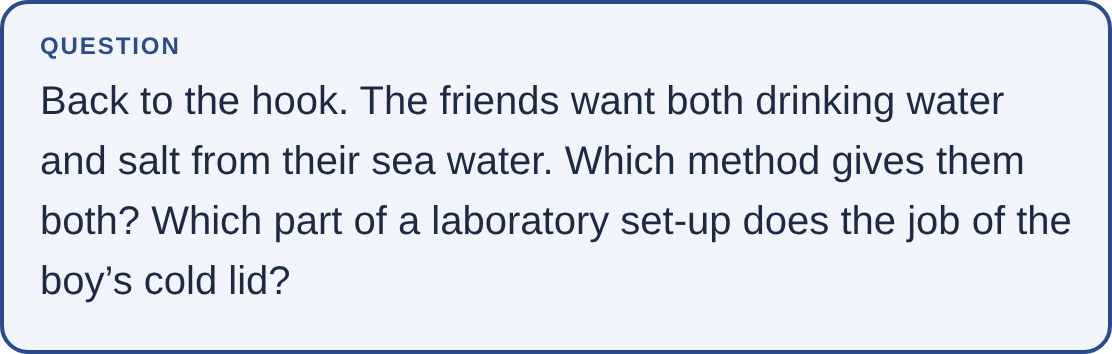 QUESTION
Back to the hook. The friends want both drinking water
and salt from their sea water. Which method gives them
both? Which part of a laboratory set-up does the job of the
boy’s cold lid?